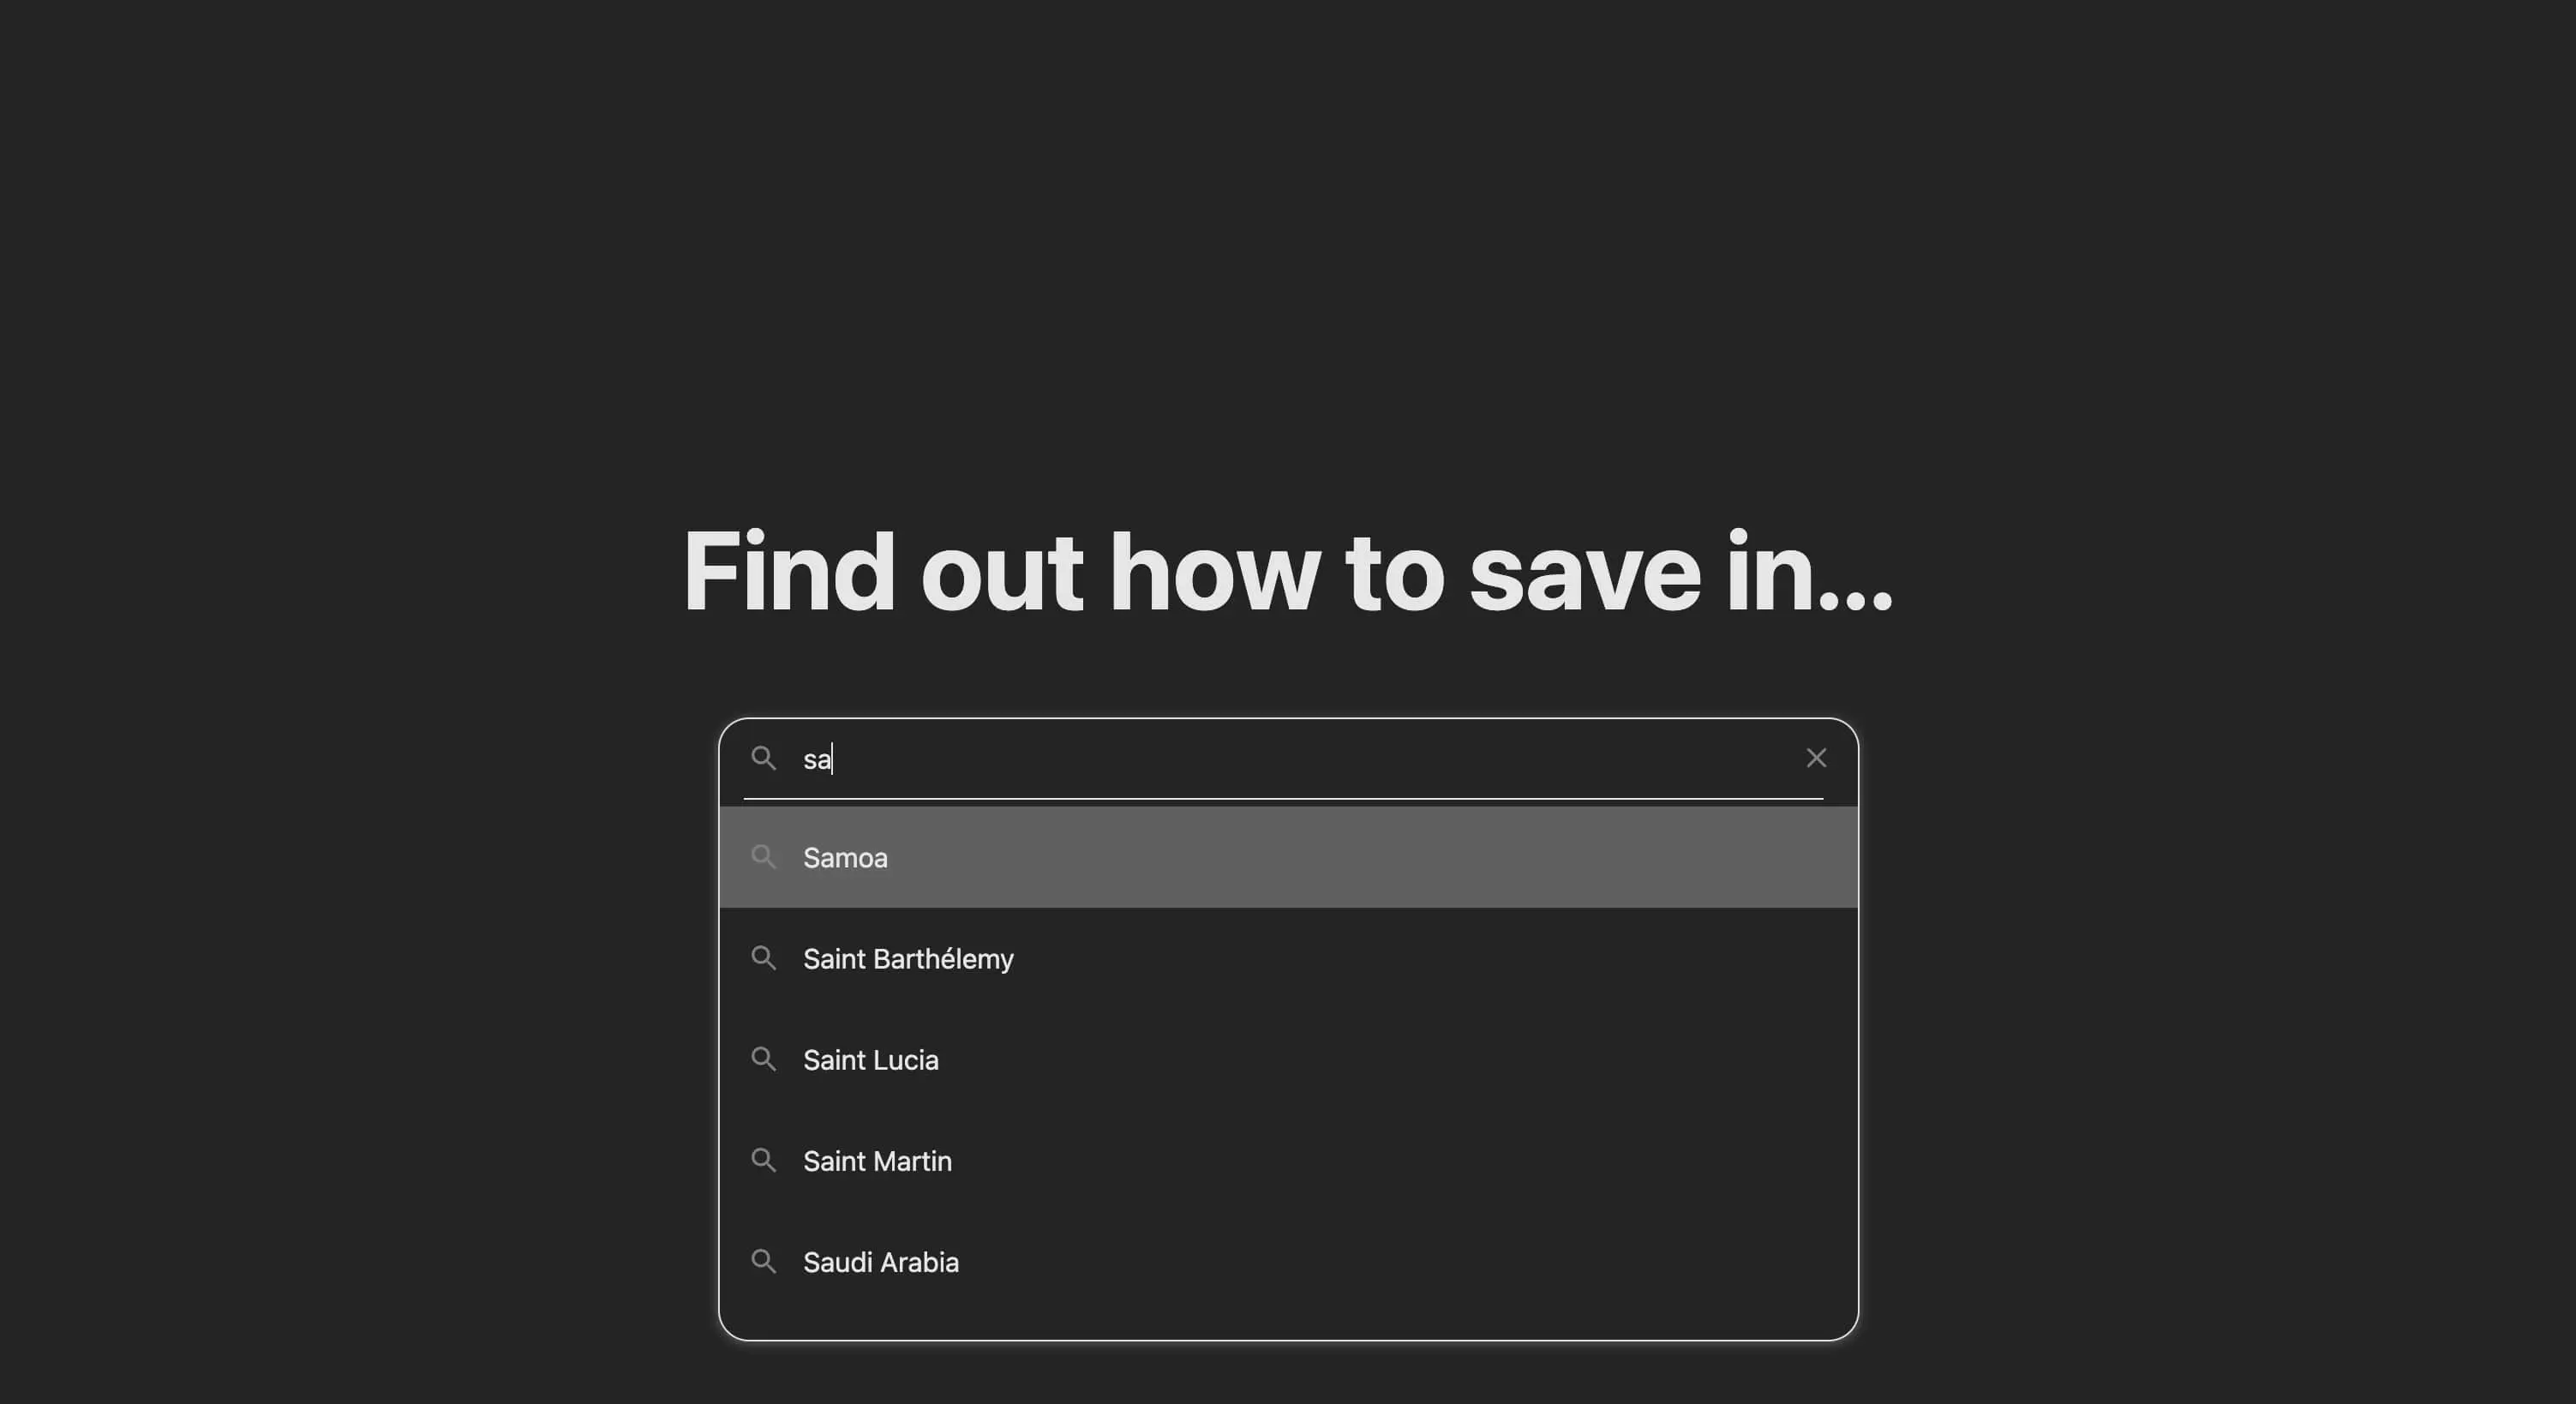 Find out how to save in...
sa
Samoa
Saint Barthélemy
Saint Lucia
Saint Martin
Saudi Arabia